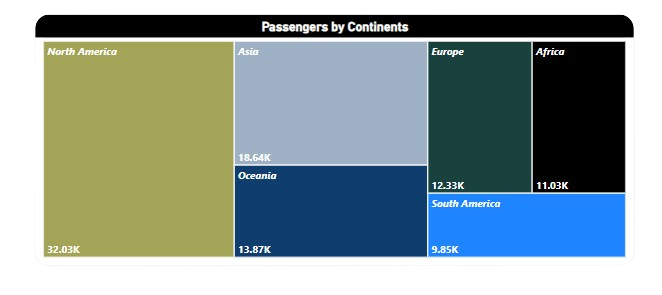 Passengers by Continents
North America
32.03K
Asia
18.64K
Oceania
13.87K
Europe
12.33K
Africa
11.03K
South America
9.85K